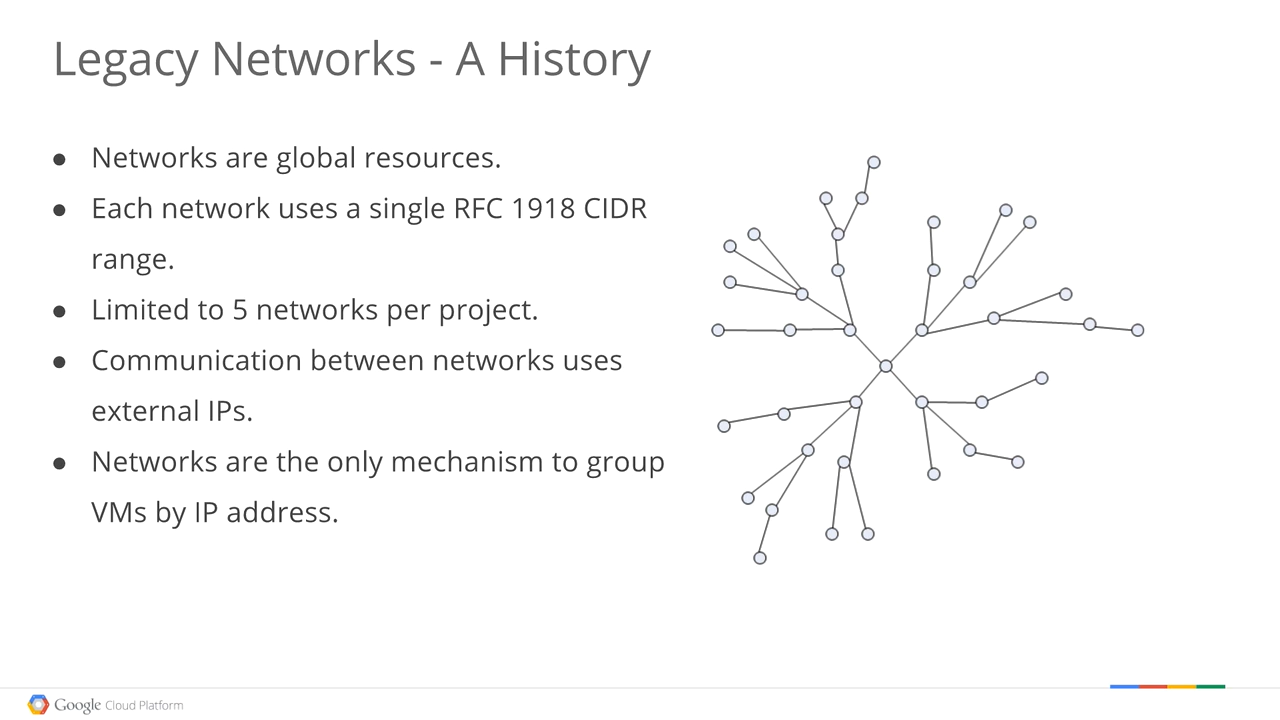 Legacy Networks - A History
● Networks are global resources.
● Each network uses a single RFC 1918 CIDR
range.
● Limited to 5 networks per project.
● Communication between networks uses
external IPs.
● Networks are the only mechanism to group
VMs by IP address.
Google Cloud Platform